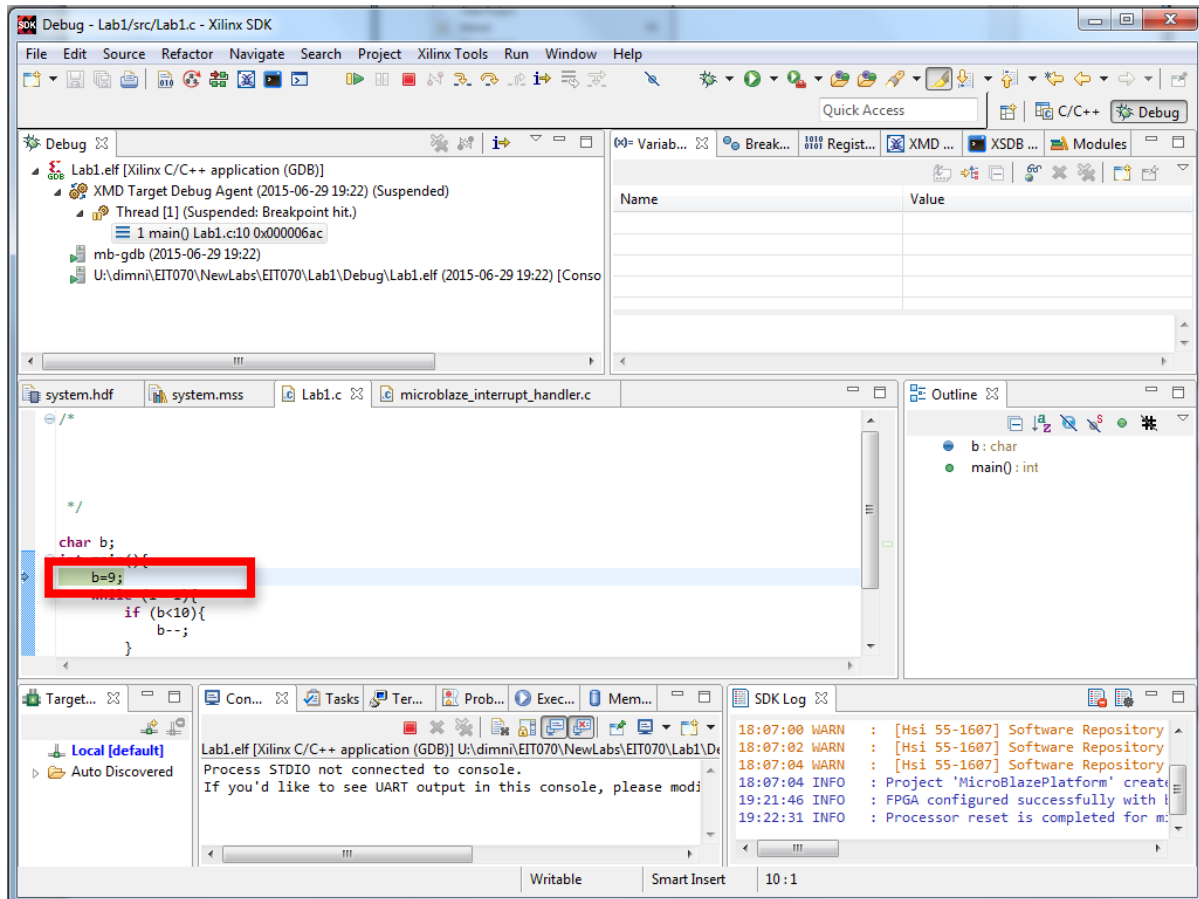 Debug - Lab1/src/Lab1.c - Xilinx SDK
File Edit Source Refactor Navigate Search Project Xilinx Tools Run Window Help
Quick Access C/C++ Debug
Debug
Lab1.elf [Xilinx C/C++ application (GDB)]
XMD Target Debug Agent (2015-06-29 19:22) (Suspended)
Thread [1] (Suspended: Breakpoint hit.)
1 main() Lab1.c:10 0x000006ac
mb-gdb (2015-06-29 19:22)
U:\dimni\EIT070\NewLabs\EIT070\Lab1\Debug\Lab1.elf (2015-06-29 19:22) [Conso
(x)= Variab... Break... Regist... XMD ... XSDB ... Modules
Name Value
system.hdf system.mss Lab1.c microblaze_interrupt_handler.c
/*
*/
char b;
b=9;
if (b<10){
b--;
}
Outline
b : char
main() : int
Target...
Local [default]
Auto Discovered
Con... Tasks Ter... Prob... Exec... Mem...
Lab1.elf [Xilinx C/C++ application (GDB)] U:\dimni\EIT070\NewLabs\EIT070\Lab1\De
Process STDIO not connected to console.
If you'd like to see UART output in this console, please modi
SDK Log
18:07:00 WARN : [Hsi 55-1607] Software Repository
18:07:02 WARN : [Hsi 55-1607] Software Repository
18:07:04 WARN : [Hsi 55-1607] Software Repository
18:07:04 INFO : Project 'MicroBlazePlatform' create
19:21:46 INFO : FPGA configured successfully with
19:22:31 INFO : Processor reset is completed for
Writable Smart Insert 10 : 1